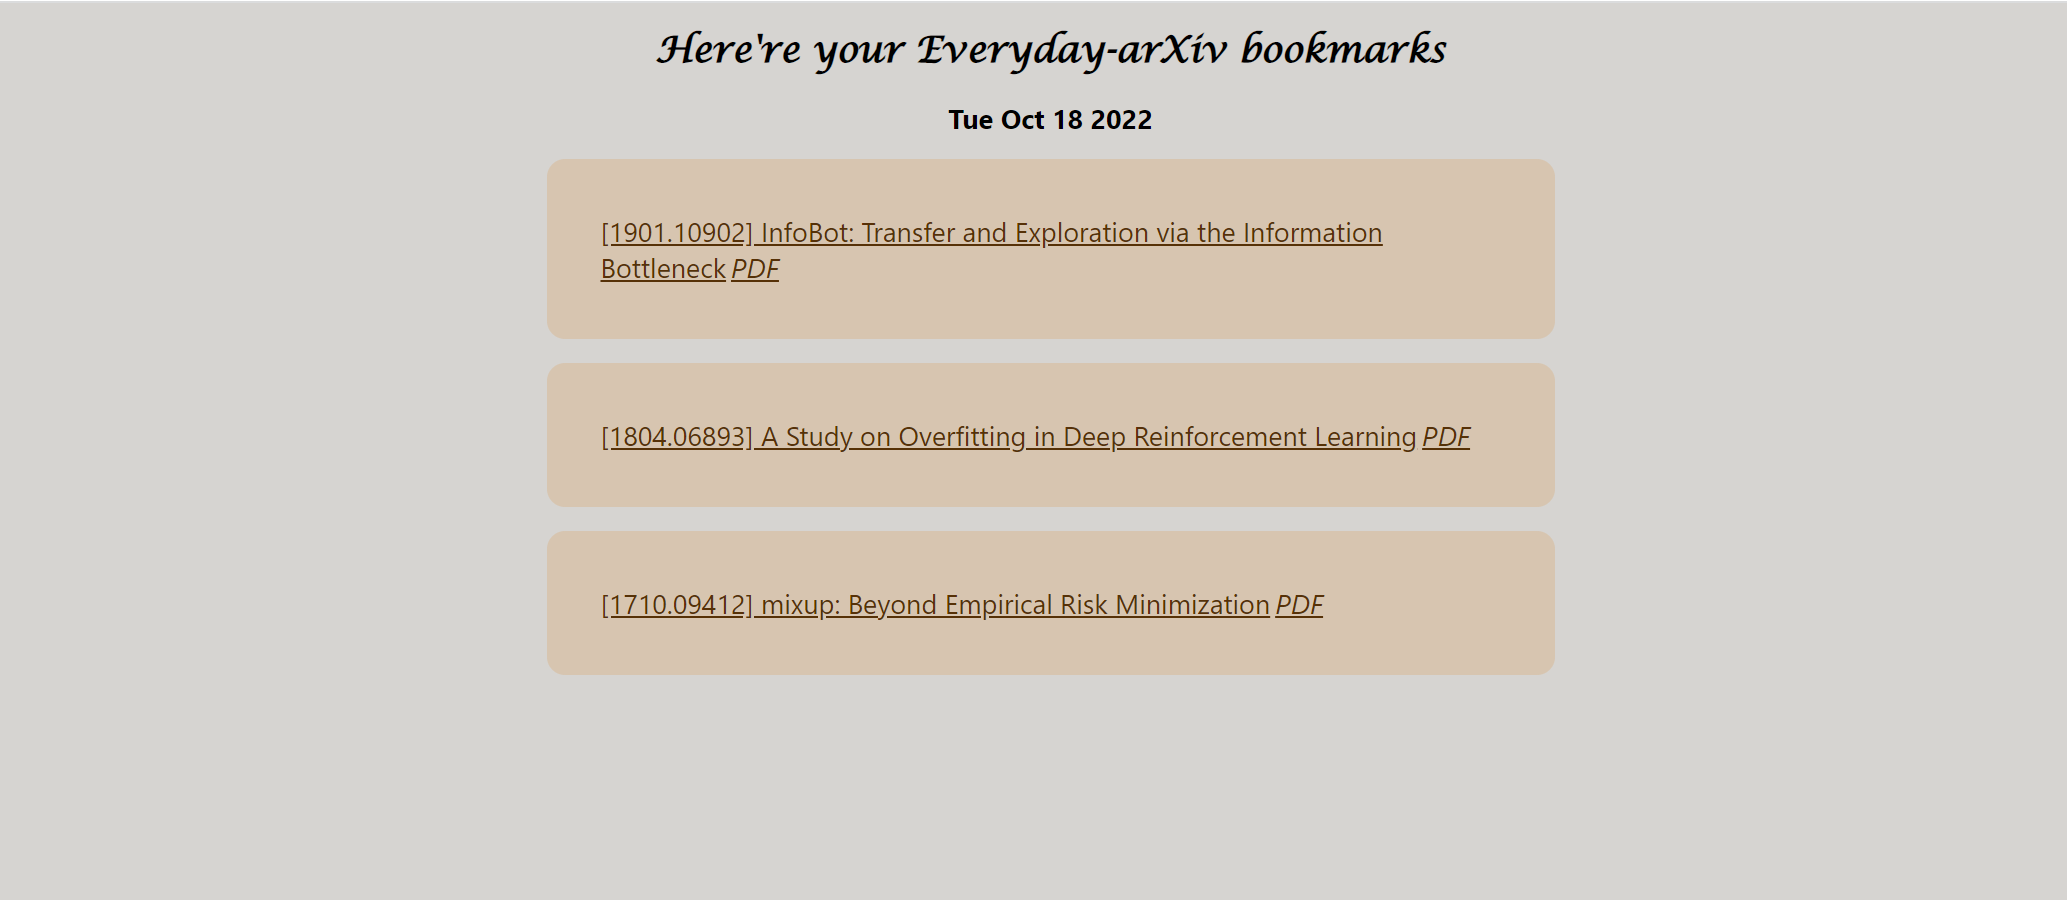 Here're your Everyday-arXiv bookmarks
Tue Oct 18 2022
[1901.10902] InfoBot: Transfer and Exploration via the Information
Bottleneck PDF
[1804.06893] A Study on Overfitting in Deep Reinforcement Learning PDF
[1710.09412] mixup: Beyond Empirical Risk Minimization PDF